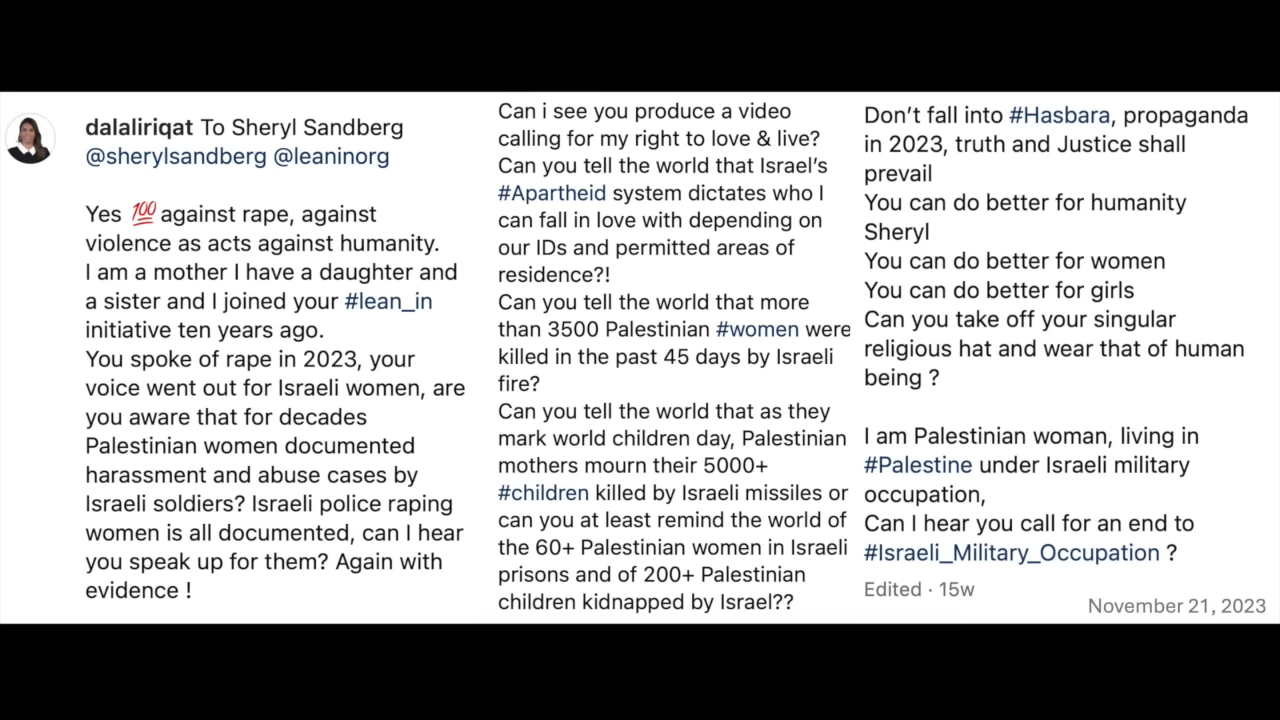 dalaliriqat To Sheryl Sandberg
@sherylsandberg @leaninorg
Yes 💯 against rape, against
violence as acts against humanity.
I am a mother I have a daughter and
a sister and I joined your #lean_in
initiative ten years ago.
You spoke of rape in 2023, your
voice went out for Israeli women, are
you aware that for decades
Palestinian women documented
harassment and abuse cases by
Israeli soldiers? Israeli police raping
women is all documented, can I hear
you speak up for them? Again with
evidence !
Can i see you produce a video
calling for my right to love & live?
Can you tell the world that Israel’s
#Apartheid system dictates who I
can fall in love with depending on
our IDs and permitted areas of
residence?!
Can you tell the world that more
than 3500 Palestinian #women were
killed in the past 45 days by Israeli
fire?
Can you tell the world that as they
mark world children day, Palestinian
mothers mourn their 5000+
#children killed by Israeli missiles or
can you at least remind the world of
the 60+ Palestinian women in Israeli
prisons and of 200+ Palestinian
children kidnapped by Israel??
Don’t fall into #Hasbara, propaganda
in 2023, truth and Justice shall
prevail
You can do better for humanity
Sheryl
You can do better for women
You can do better for girls
Can you take off your singular
religious hat and wear that of human
being ?
I am Palestinian woman, living in
#Palestine under Israeli military
occupation,
Can I hear you call for an end to
#Israeli_Military_Occupation ?
Edited · 15w
November 21, 2023